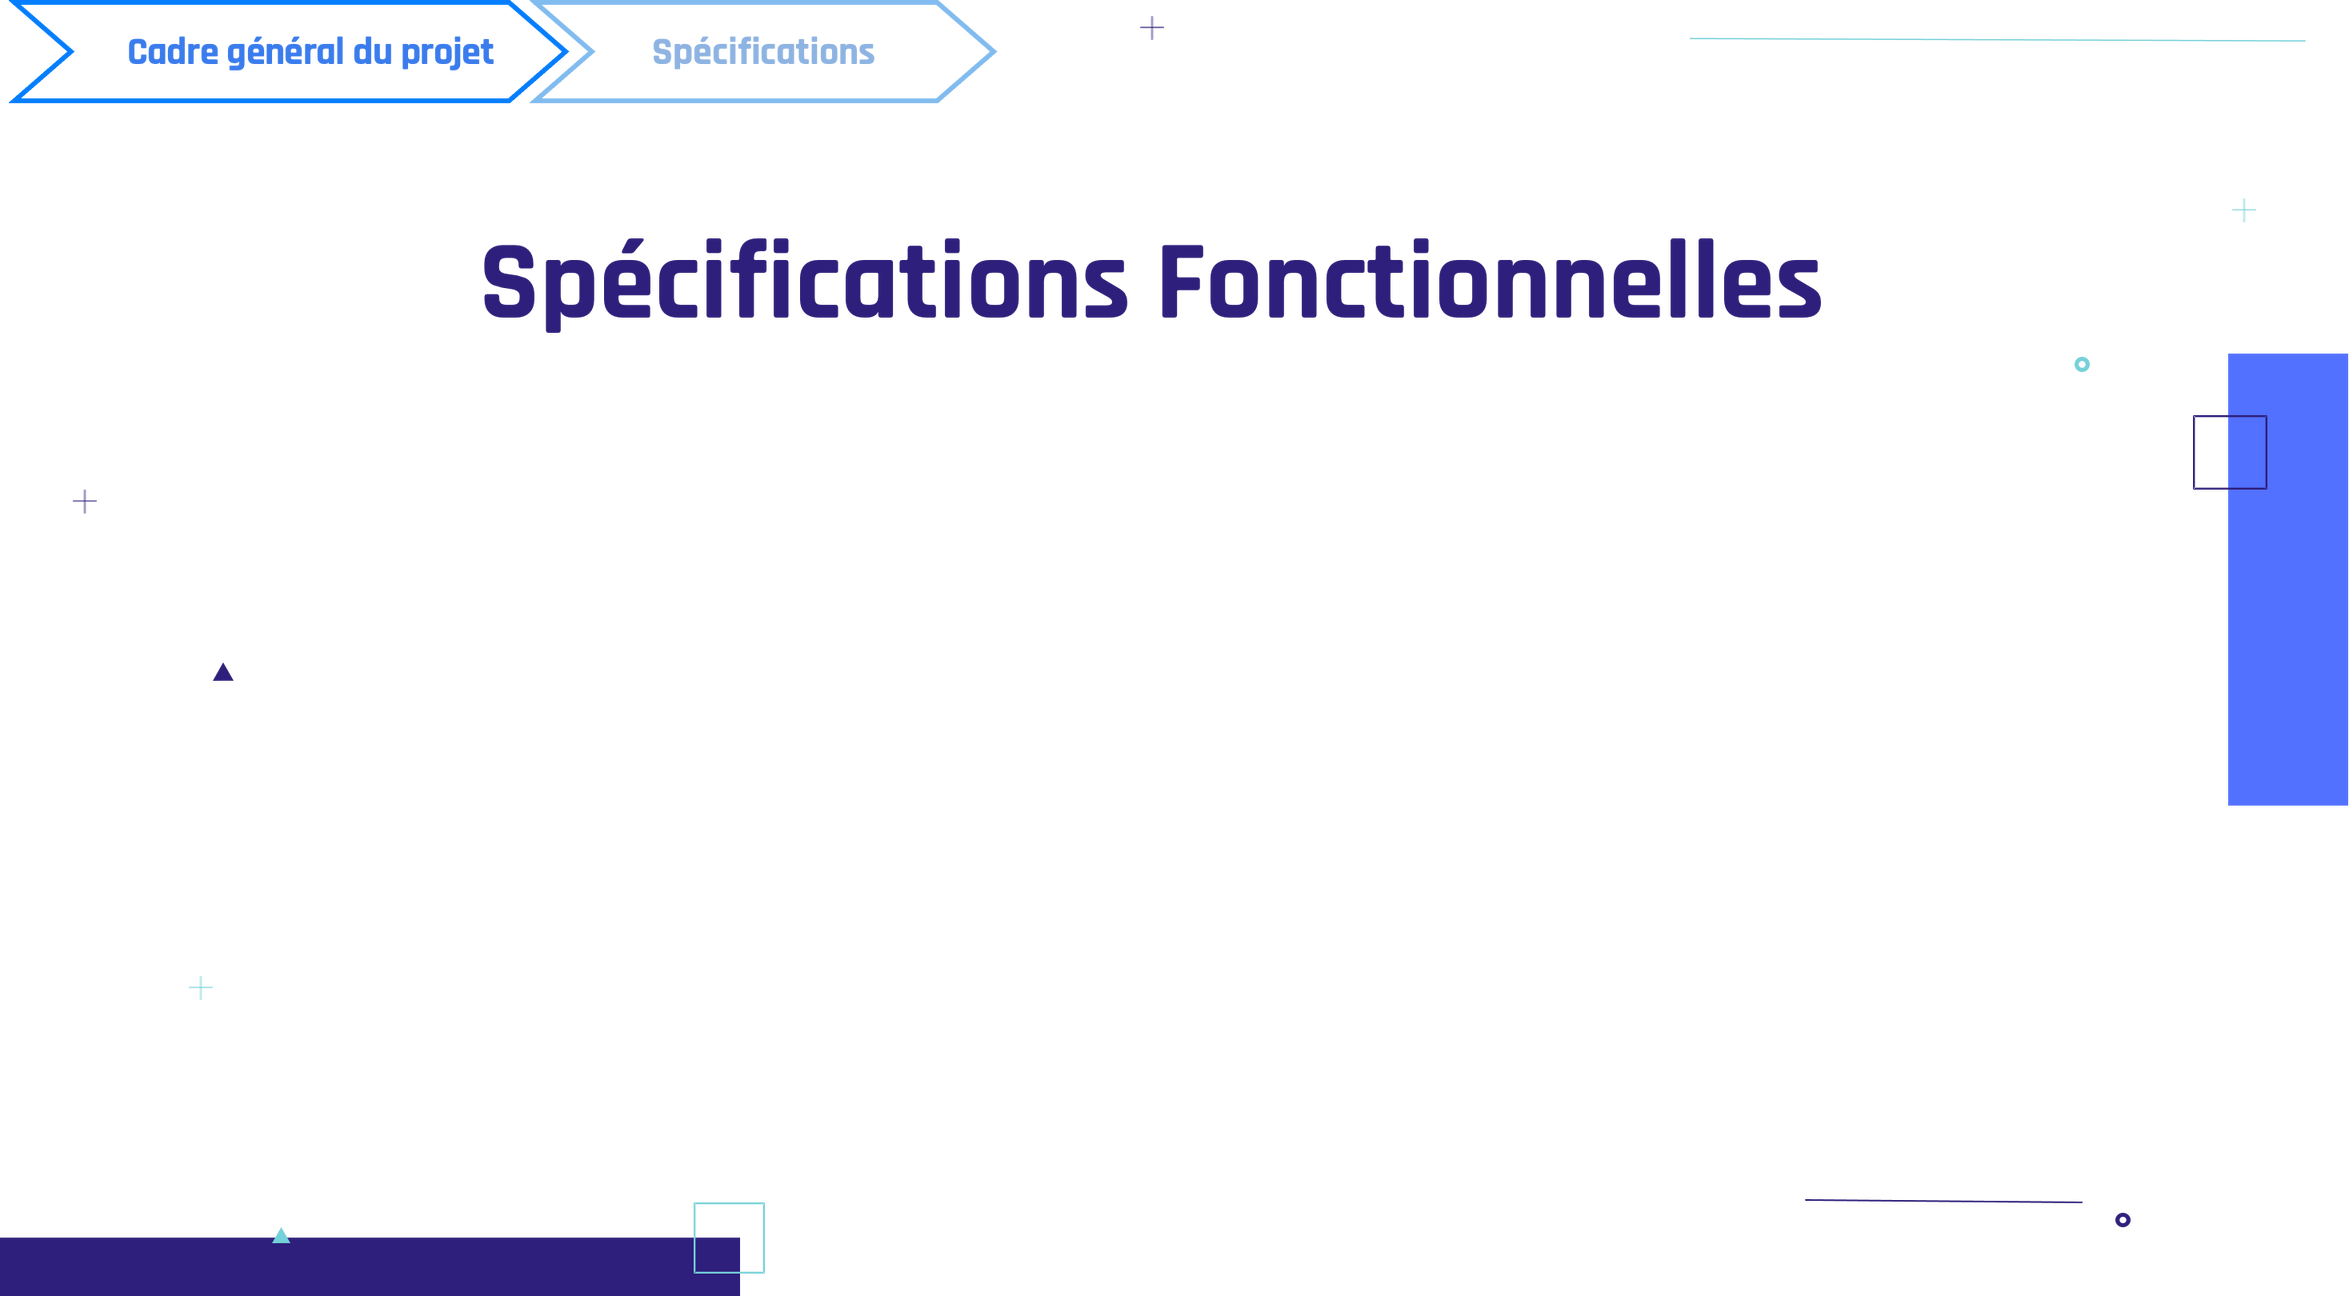 Cadre général du projet
Spécifications
Spécifications Fonctionnelles